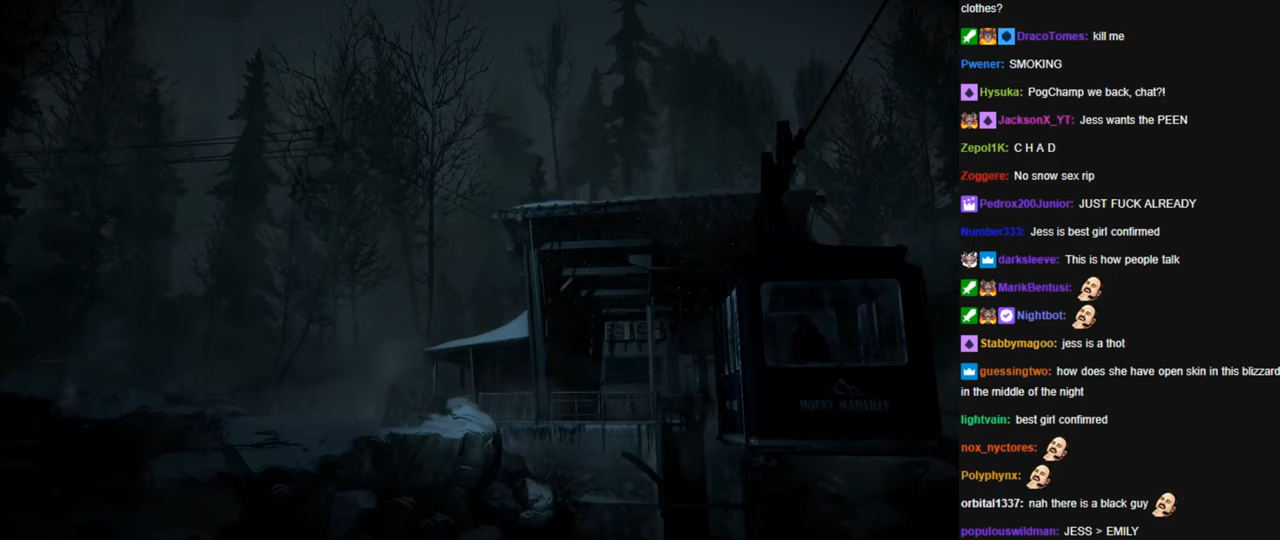 clothes?
DracoTomes: kill me
Pwener: SMOKING
Hysuka: PogChamp we back, chat?!
JacksonX_YT: Jess wants the PEEN
Zepol1K: C H A D
Zoggere: No snow sex rip
Pedrox200Junior: JUST FUCK ALREADY
Number333: Jess is best girl confirmed
darksleeve: This is how people talk
MarikBentusi:
Nightbot:
Stabbymagoo: jess is a thot
guessingtwo: how does she have open skin in this blizzard
in the middle of the night
lightvain: best girl confimred
nox_nyctores:
Polyphynx:
orbital1337: nah there is a black guy
populouswildman: JESS > EMILY